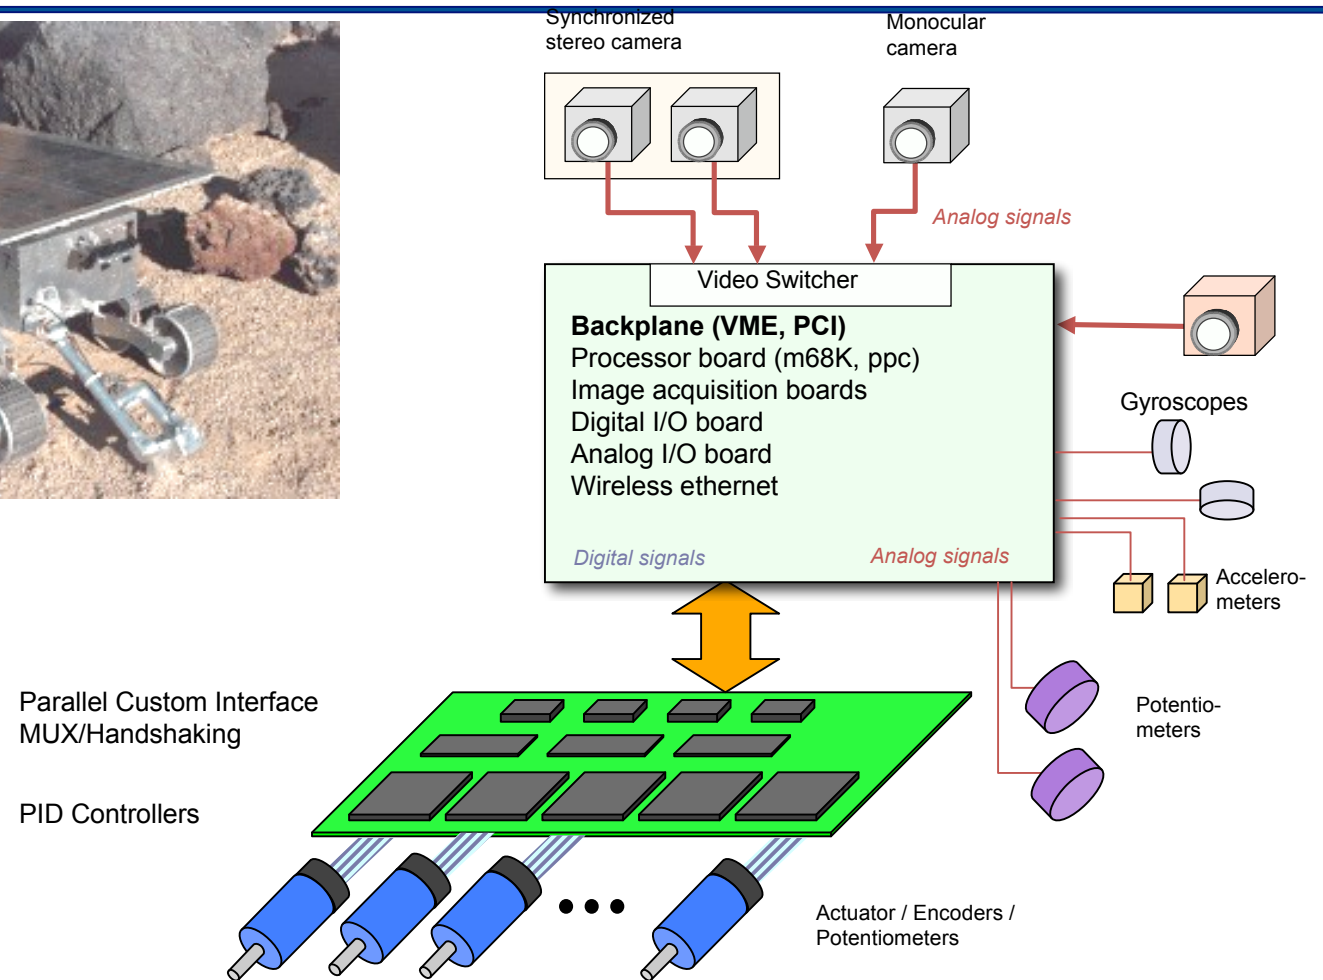 Synchronized
stereo camera
Monocular
camera
Analog signals
Video Switcher
Backplane (VME, PCI)
Processor board (m68K, ppc)
Image acquisition boards
Digital I/O board
Analog I/O board
Wireless ethernet
Digital signals
Analog signals
Gyroscopes
Accelero-
meters
Potentio-
meters
Parallel Custom Interface
MUX/Handshaking
PID Controllers
Actuator / Encoders /
Potentiometers